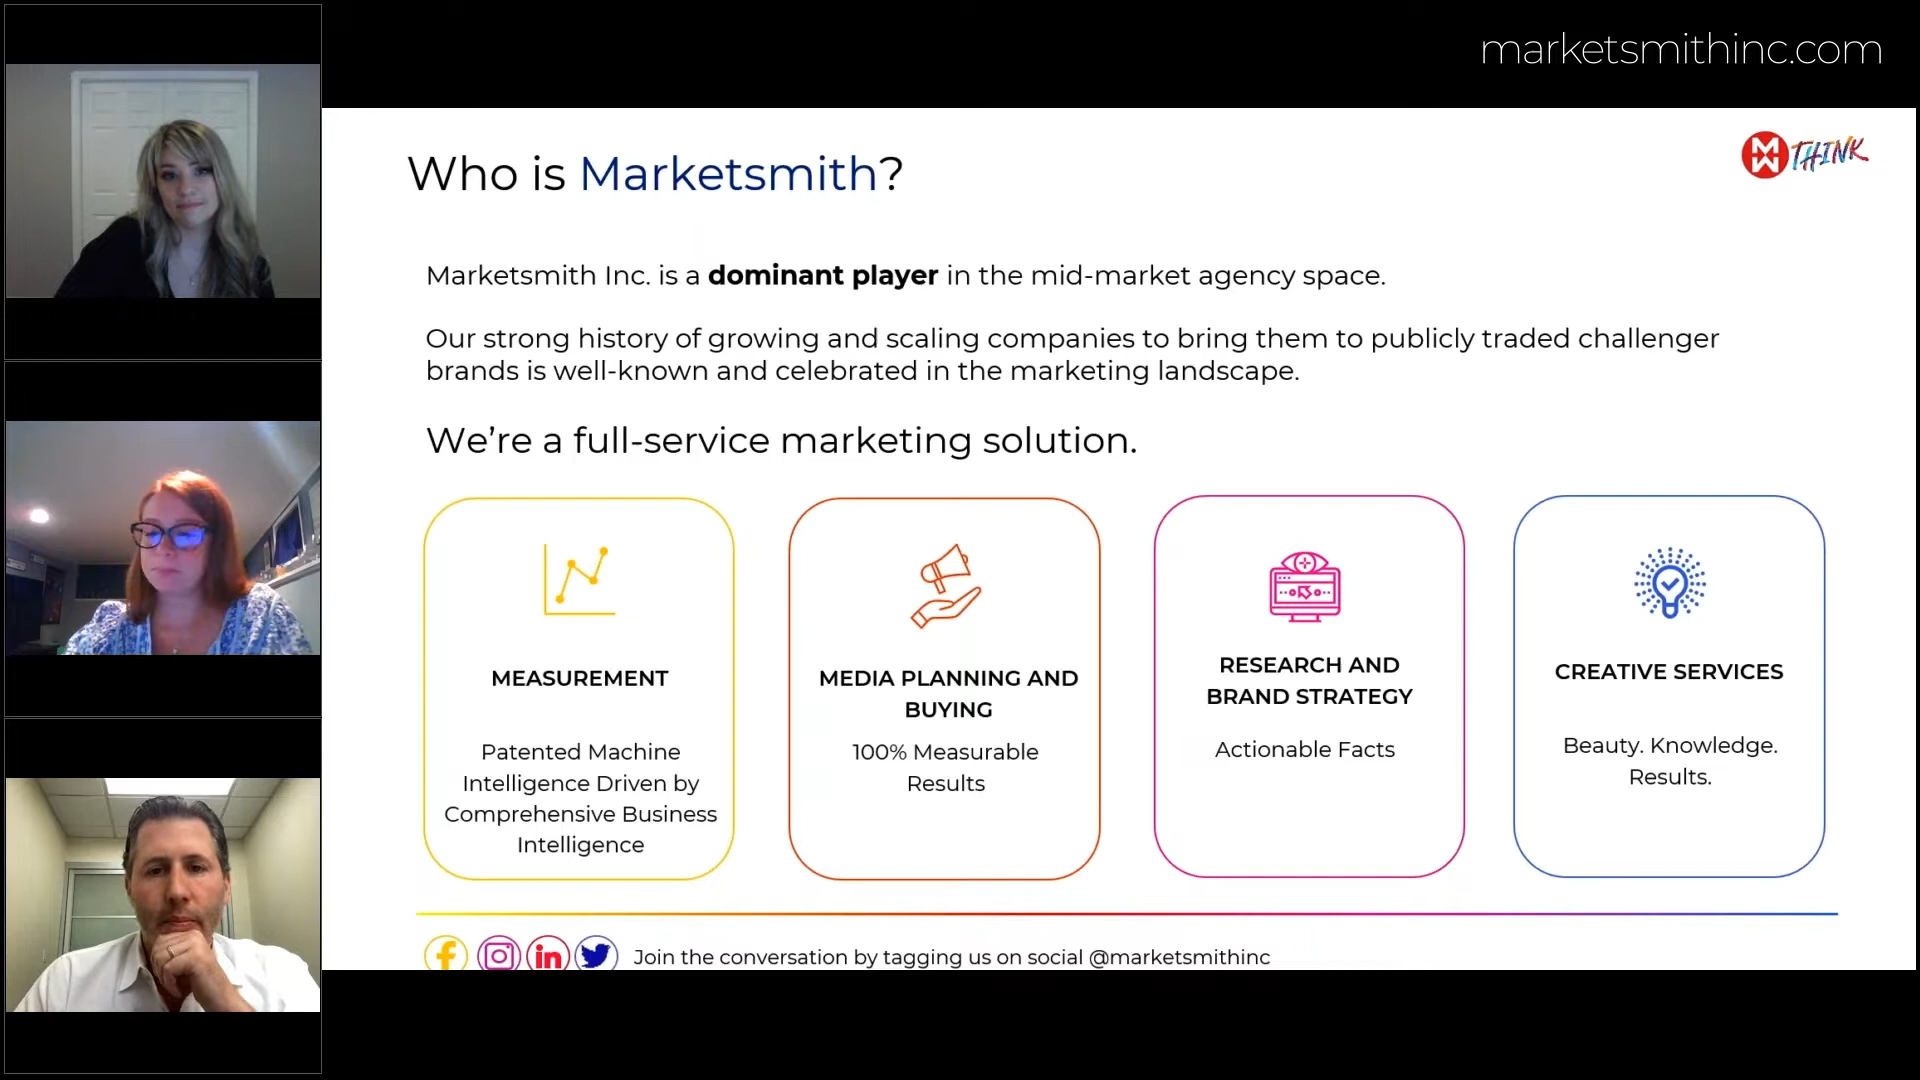 marketsmithinc.com
THINK
Who is Marketsmith?
Marketsmith Inc. is a dominant player in the mid-market agency space.
Our strong history of growing and scaling companies to bring them to publicly traded challenger
brands is well-known and celebrated in the marketing landscape.
We’re a full-service marketing solution.
MEASUREMENT
Patented Machine
Intelligence Driven by
Comprehensive Business
Intelligence
MEDIA PLANNING AND
BUYING
100% Measurable
Results
RESEARCH AND
BRAND STRATEGY
Actionable Facts
CREATIVE SERVICES
Beauty. Knowledge.
Results.
Join the conversation by tagging us on social @marketsmithinc